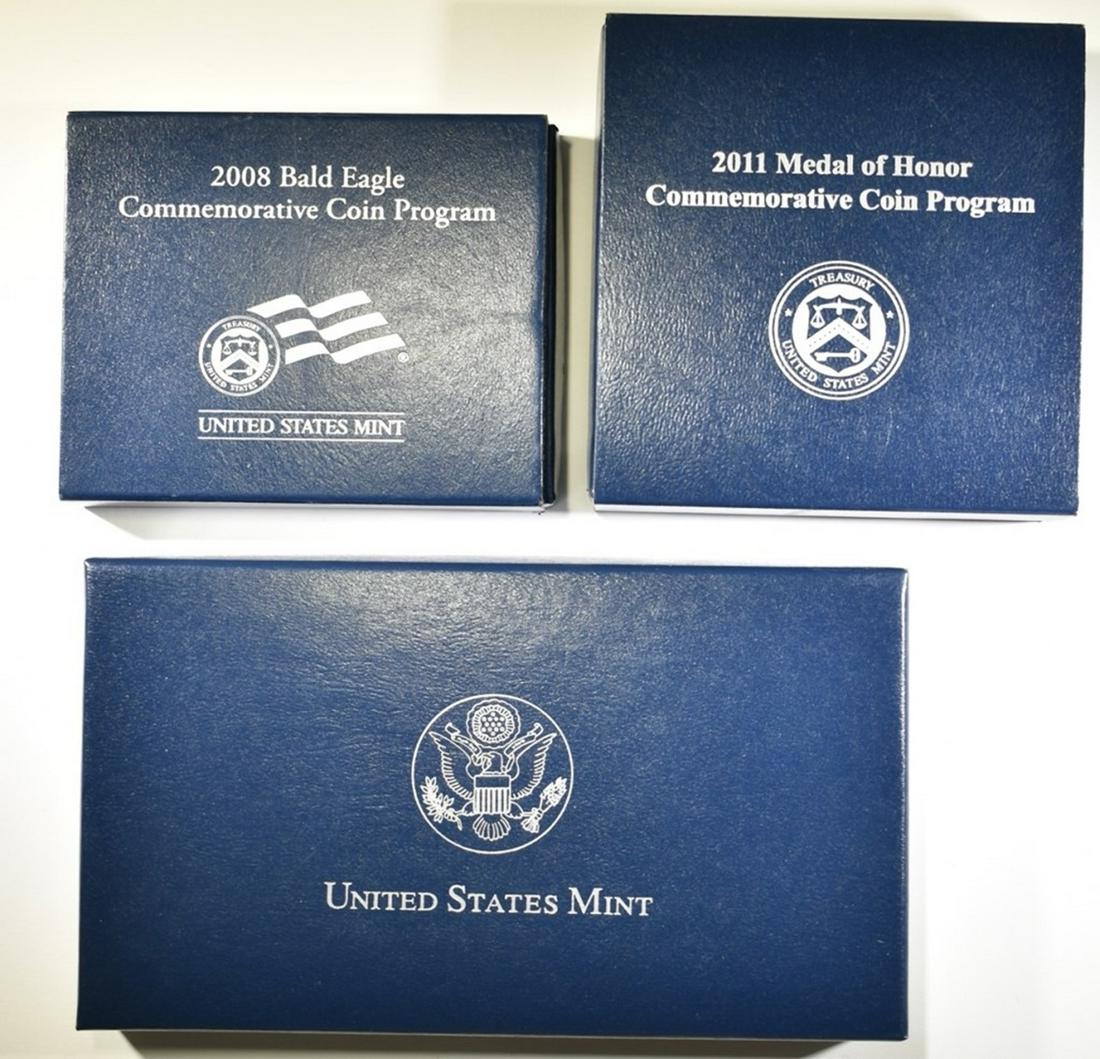 2008 Bald Eagle
Commemorative Coin Program
TREASURY
UNITED STATES MINT
®
UNITED STATES MINT
2011 Medal of Honor
Commemorative Coin Program
TREASURY
UNITED STATES MINT
UNITED STATES MINT